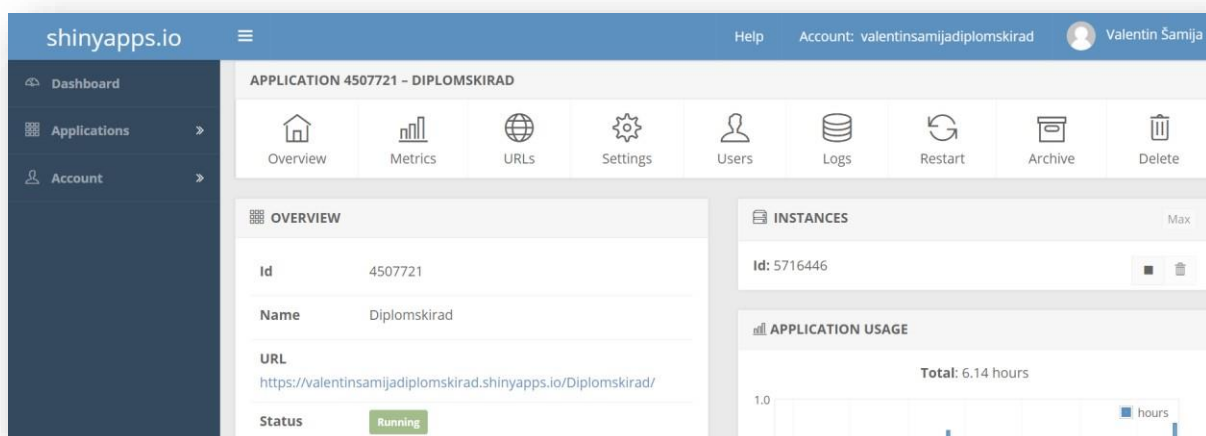 shinyapps.io
Help
Account: valentinsamijadiplomskirad
Valentin Šamija
Dashboard
Applications
Account
APPLICATION 4507721 – DIPLOMSKIRAD
Overview
Metrics
URLs
Settings
Users
Logs
Restart
Archive
Delete
OVERVIEW
Id 4507721
Name Diplomskirad
URL
https://valentinsamijadiplomskirad.shinyapps.io/Diplomskirad/
Status Running
INSTANCES
Max
Id: 5716446
APPLICATION USAGE
Total: 6.14 hours
1.0
hours